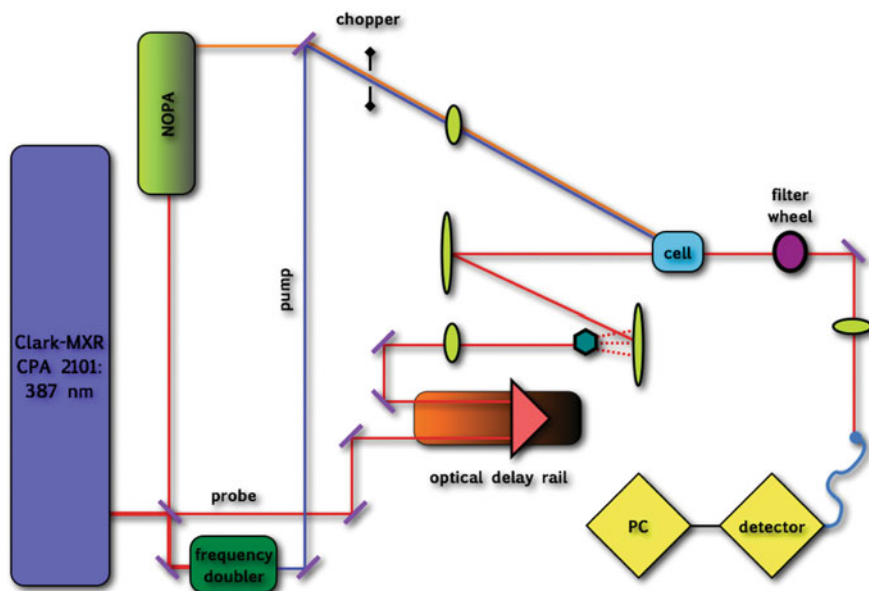 chopper
NOPA
filter
wheel
cell
pump
Clark-MXR
CPA 2101:
387 nm
optical delay rail
probe
PC
detector
frequency
doubler